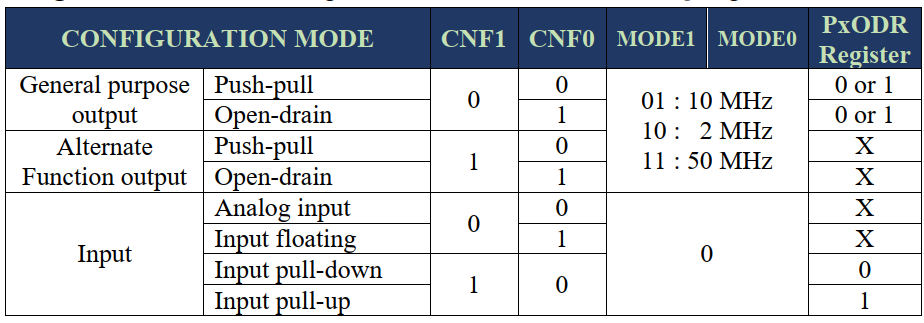 CONFIGURATION MODE CNF1 CNF0 MODE1 MODE0 PxODR Register
General purpose output Push-pull 0 0 01 : 10 MHz 0 or 1
Open-drain 1 10 : 2 MHz 0 or 1
Alternate Function output Push-pull 1 0 11 : 50 MHz X
Open-drain 1 X
Input Analog input 0 0 0 X
Input floating 1 X
Input pull-down 1 0 0
Input pull-up 1